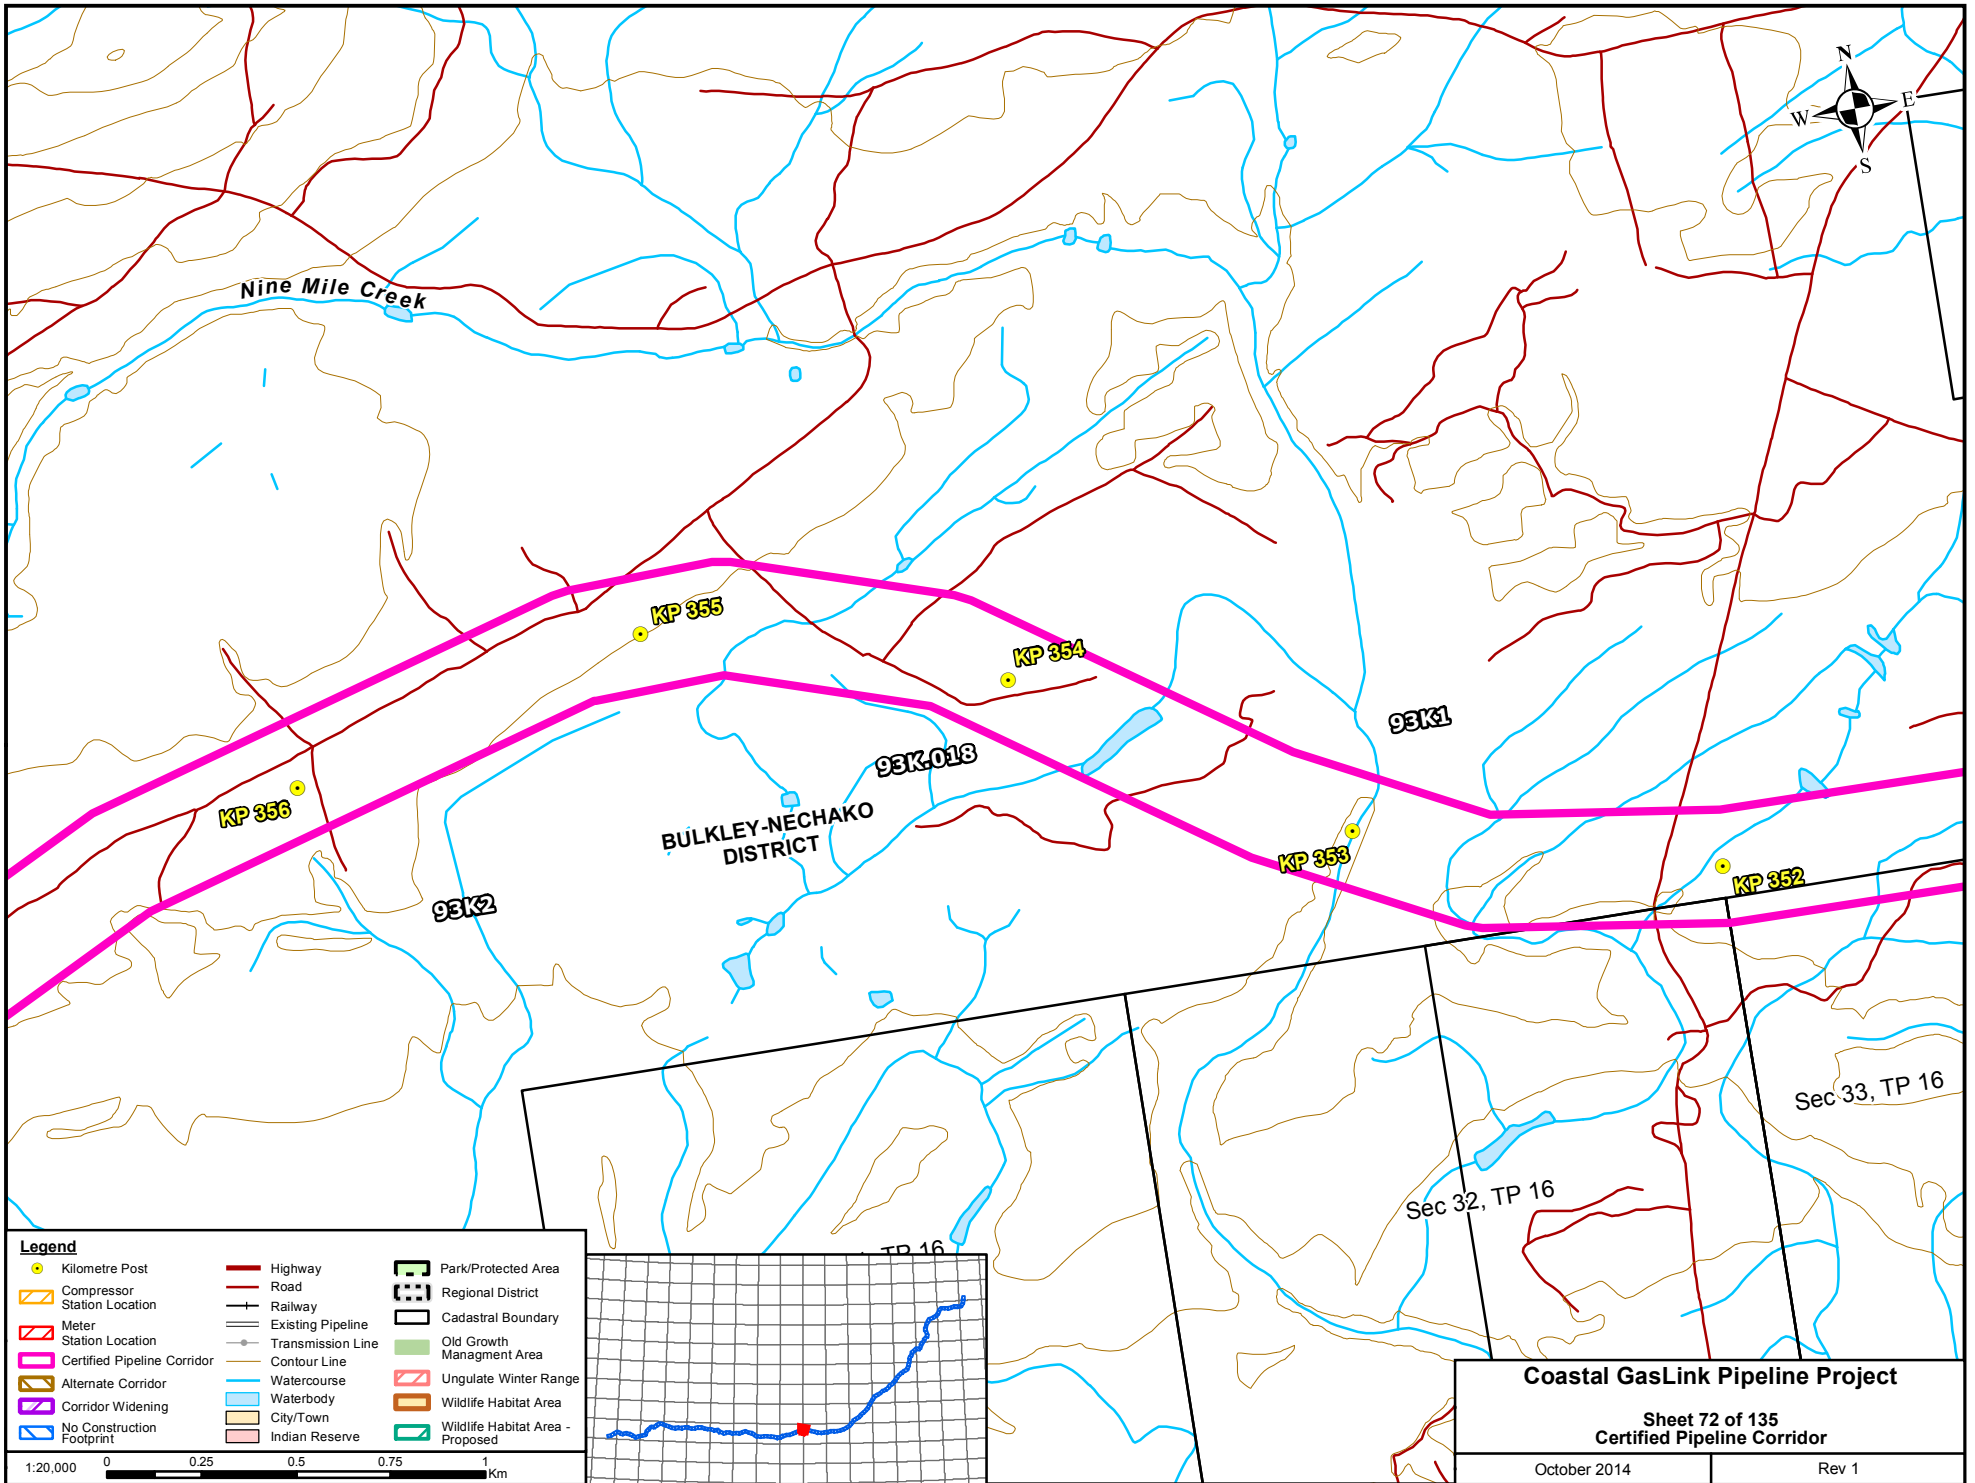 N
E
W
S
Nine Mile Creek
KP 355
KP 354
93K1
93K.018
KP 356
BULKLEY-NECHAKO
DISTRICT
KP 353
KP 352
93K2
Sec 33, TP 16
Sec 32, TP 16
TP 16
Legend
Kilometre Post
Compressor
Station Location
Meter
Station Location
Certified Pipeline Corridor
Alternate Corridor
Corridor Widening
No Construction
Footprint
Highway
Road
Railway
Existing Pipeline
Transmission Line
Contour Line
Watercourse
Waterbody
City/Town
Indian Reserve
Park/Protected Area
Regional District
Cadastral Boundary
Old Growth
Managment Area
Ungulate Winter Range
Wildlife Habitat Area
Wildlife Habitat Area -
Proposed
1:20,000
0 0.25 0.5 0.75 1
Km
Coastal GasLink Pipeline Project
Sheet 72 of 135
Certified Pipeline Corridor
October 2014
Rev 1